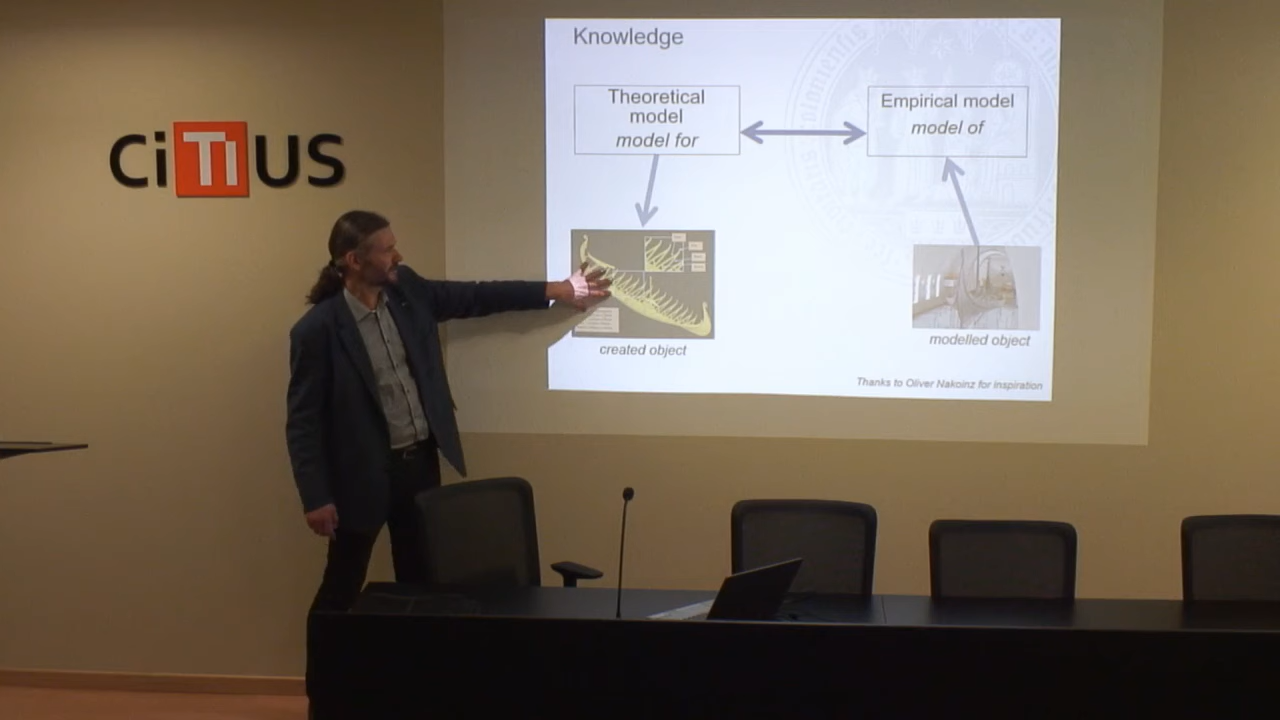 CiTIUS
Knowledge
Theoretical
model
model for
Empirical model
model of
created object
modelled object
Thanks to Oliver Nakoinz for inspiration